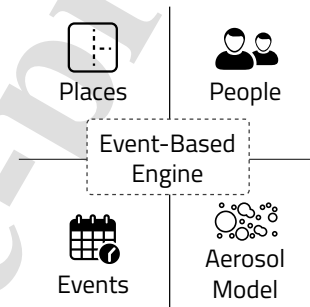 Places
People
Event-Based
Engine
Events
Aerosol
Model